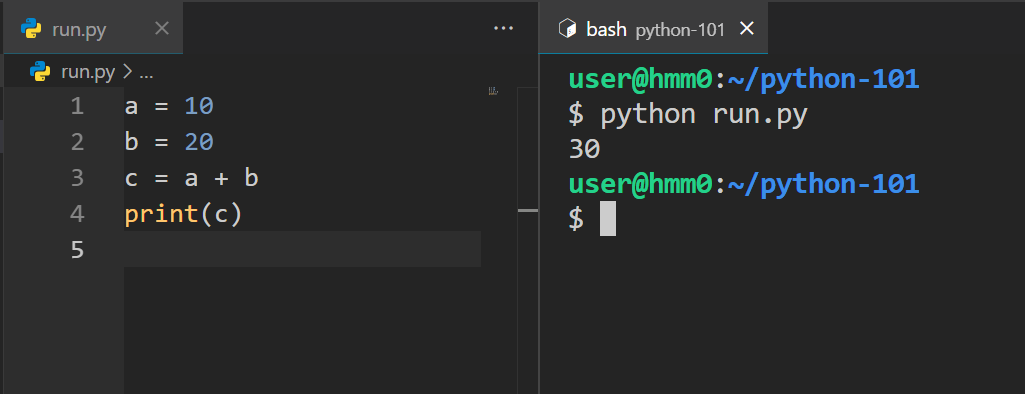 run.py
run.py > ...
1 a = 10
2 b = 20
3 c = a + b
4 print(c)
5
bash python-101
user@hmm0:~/python-101
$ python run.py
30
user@hmm0:~/python-101
$